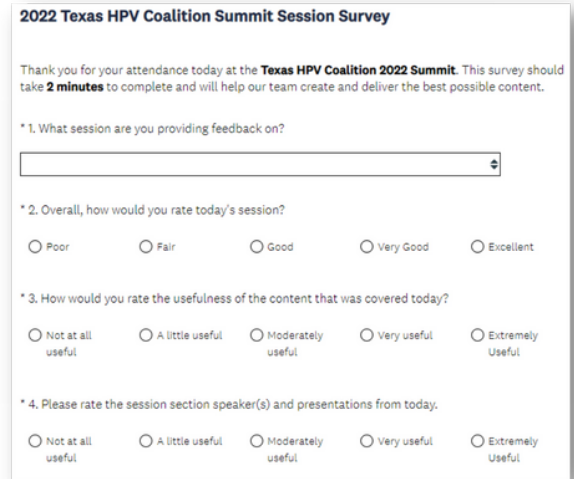 2022 Texas HPV Coalition Summit Session Survey
Thank you for your attendance today at the Texas HPV Coalition 2022 Summit. This survey should
take 2 minutes to complete and will help our team create and deliver the best possible content.
* 1. What session are you providing feedback on?
* 2. Overall, how would you rate today's session?
Poor Fair Good Very Good Excellent
* 3. How would you rate the usefulness of the content that was covered today?
Not at all A little useful Moderately Very useful Extremely
useful useful Useful
* 4. Please rate the session section speaker(s) and presentations from today.
Not at all A little useful Moderately Very useful Extremely
useful useful Useful